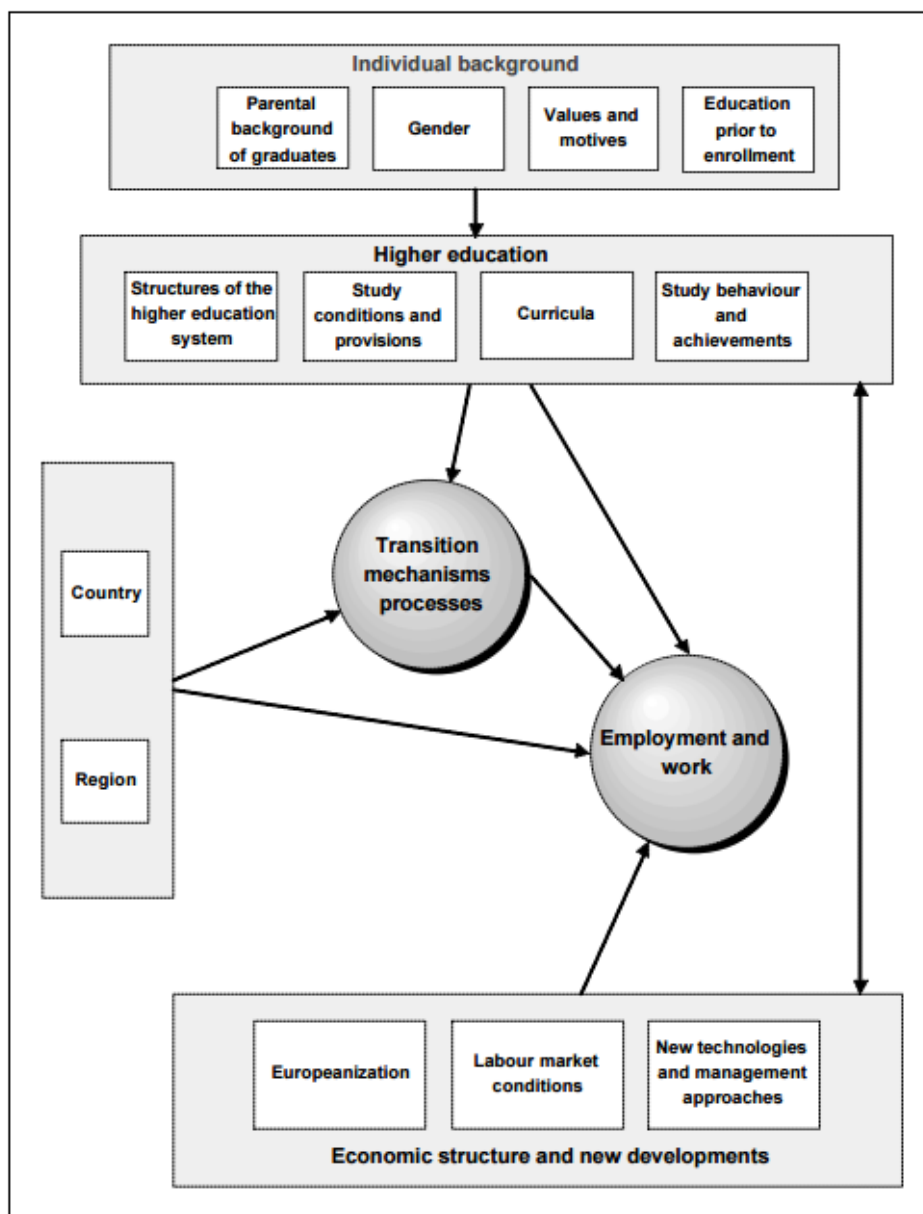 Individual background
Parental
background
of graduates
Gender
Values and
motives
Education
prior to
enrollment
Higher education
Structures of the
higher education
system
Study
conditions and
provisions
Curricula
Study behaviour
and
achievements
Transition
mechanisms
processes
Country
Region
Employment and
work
Europeanization
Labour market
conditions
New technologies
and management
approaches
Economic structure and new developments